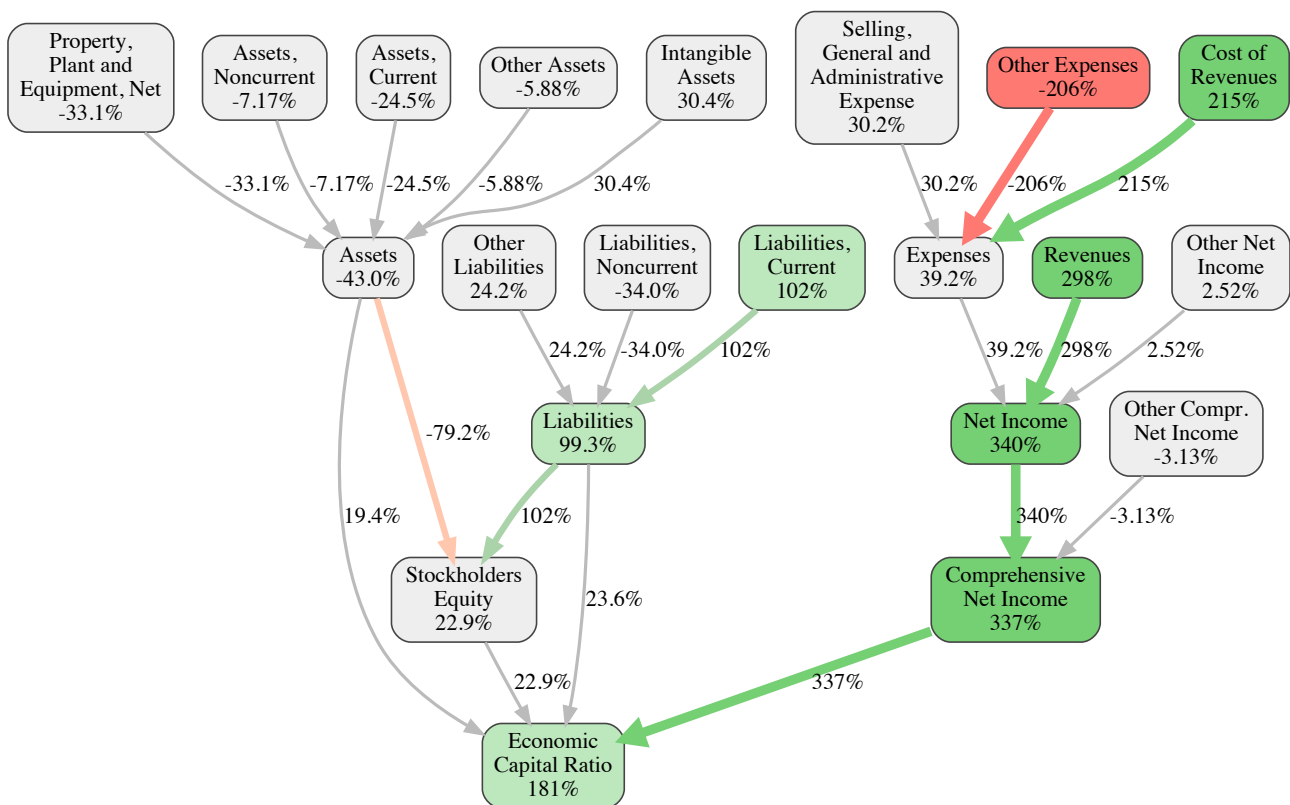 Property,
Plant and
Equipment, Net
-33.1%
Assets,
Noncurrent
-7.17%
Assets,
Current
-24.5%
Other Assets
-5.88%
Intangible
Assets
30.4%
Selling,
General and
Administrative
Expense
30.2%
Other Expenses
-206%
Cost of
Revenues
215%
-33.1%
-7.17%
-24.5%
-5.88%
30.4%
30.2%
-206%
215%
Assets
-43.0%
Other
Liabilities
24.2%
Liabilities,
Noncurrent
-34.0%
Liabilities,
Current
102%
Expenses
39.2%
Revenues
298%
Other Net
Income
2.52%
24.2%
-34.0%
102%
39.2%
298%
2.52%
-79.2%
Liabilities
99.3%
Net Income
340%
Other Compr.
Net Income
-3.13%
19.4%
102%
340%
-3.13%
Stockholders
Equity
22.9%
23.6%
Comprehensive
Net Income
337%
22.9%
337%
Economic
Capital Ratio
181%